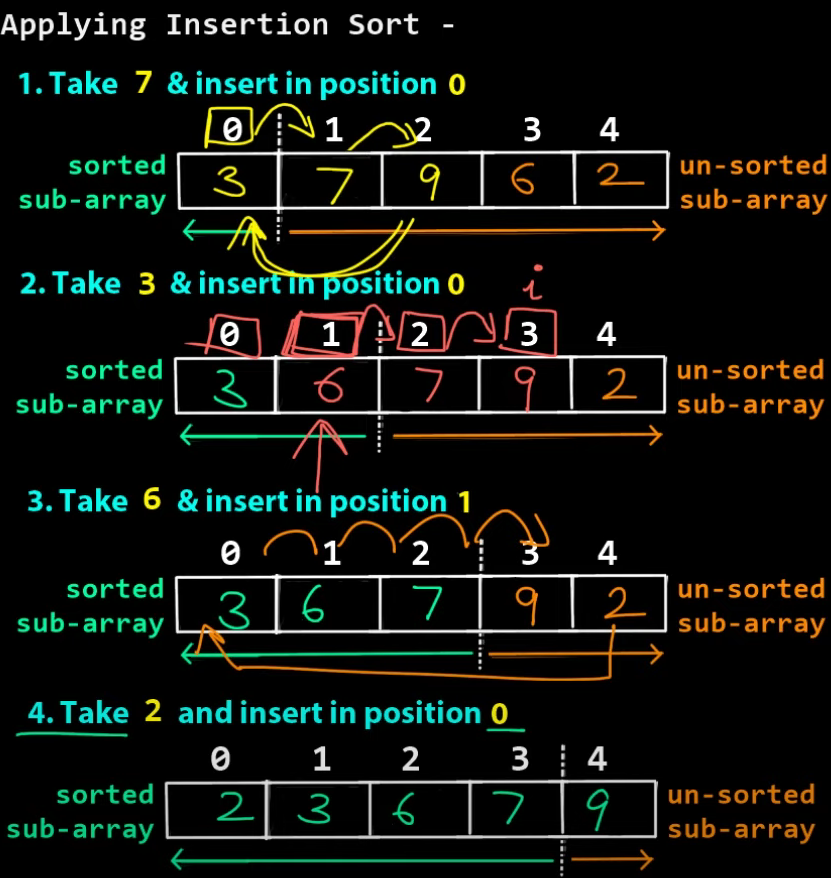 Applying Insertion Sort -
1. Take 7 & insert in position 0
0 1 2 3 4
sorted sub-array
3 7 9 6 2
un-sorted sub-array
2. Take 3 & insert in position 0
i
0 1 2 3 4
sorted sub-array
3 6 7 9 2
un-sorted sub-array
3. Take 6 & insert in position 1
0 1 2 3 4
sorted sub-array
3 6 7 9 2
un-sorted sub-array
4. Take 2 and insert in position 0
0 1 2 3 4
sorted sub-array
2 3 6 7 9
un-sorted sub-array